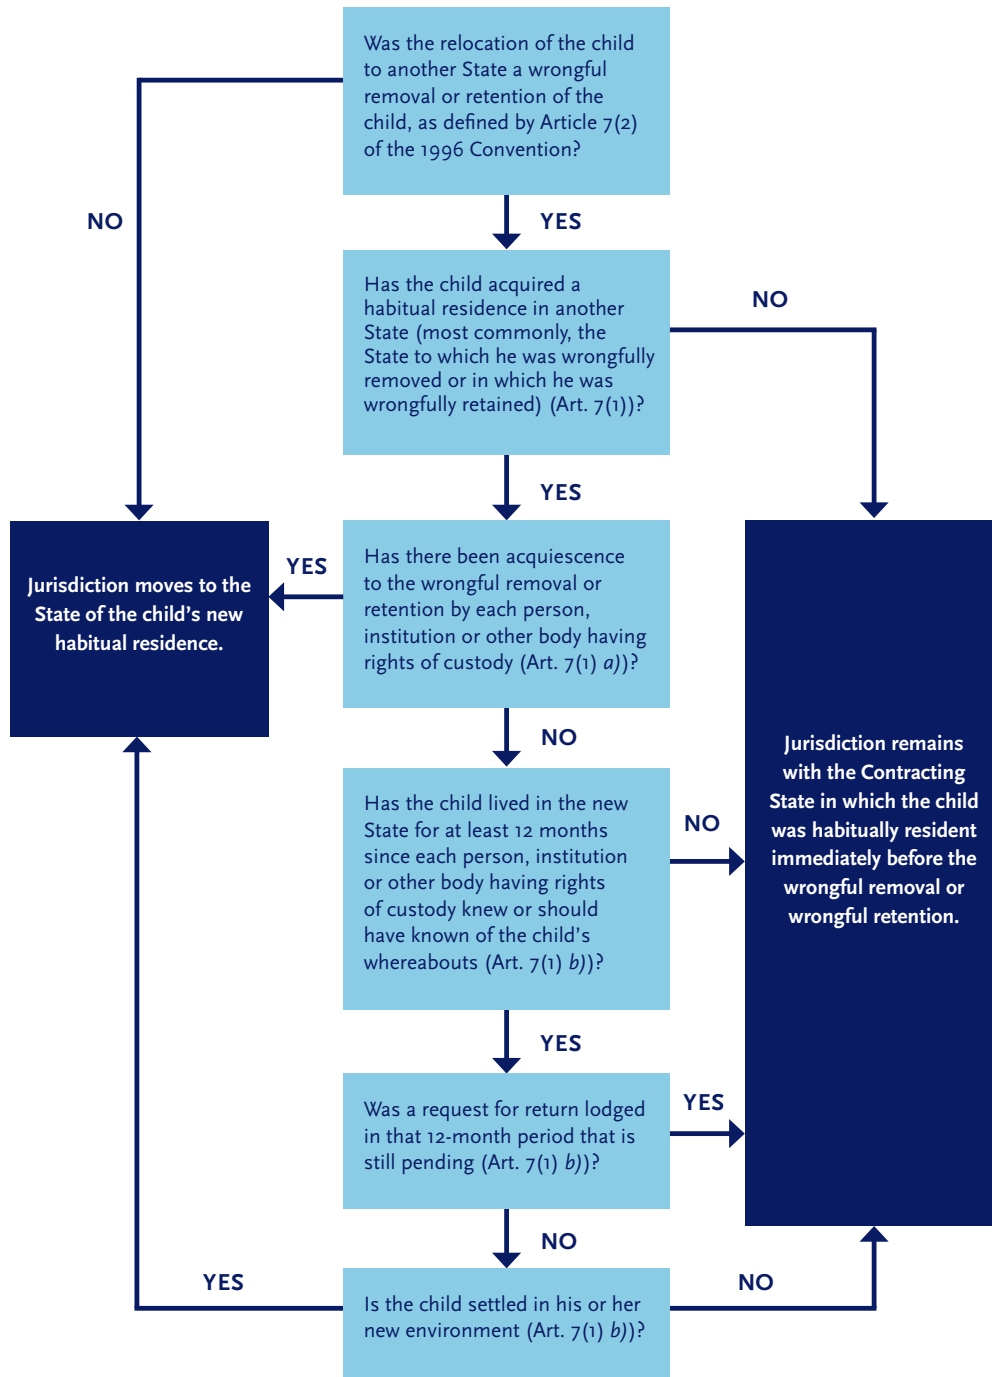 Was the relocation of the child
to another State a wrongful
removal or retention of the
child, as defined by Article 7(2)
of the 1996 Convention?
NO
YES
Has the child acquired a
habitual residence in another
State (most commonly, the
State to which he was wrongfully
removed or in which he was
wrongfully retained) (Art. 7(1))?
NO
YES
Has there been acquiescence
to the wrongful removal or
retention by each person,
institution or other body having
rights of custody (Art. 7(1) a))?
YES
Jurisdiction moves to the
State of the child's new
habitual residence.
NO
Has the child lived in the new
State for at least 12 months
since each person, institution
or other body having rights
of custody knew or should
have known of the child's
whereabouts (Art. 7(1) b))?
NO
Jurisdiction remains
with the Contracting
State in which the child
was habitually resident
immediately before the
wrongful removal or
wrongful retention.
YES
Was a request for return lodged
in that 12-month period that is
still pending (Art. 7(1) b))?
YES
NO
Is the child settled in his or her
new environment (Art. 7(1) b))?
YES
NO